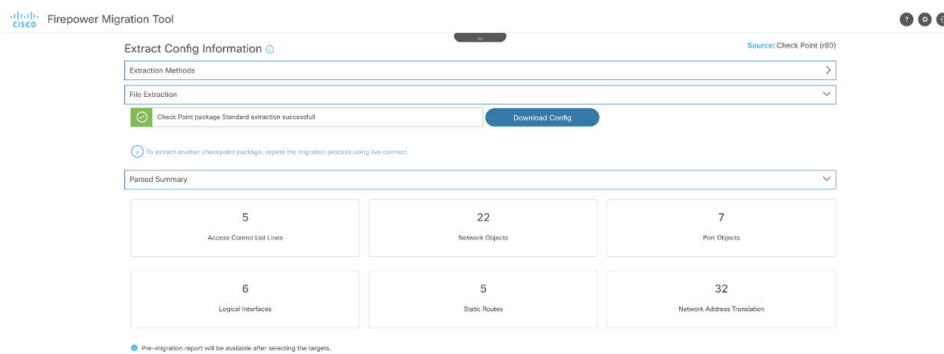 CISCO
Firepower Migration Tool
Extract Config Information
Source: Check Point (r80)
Extraction Methods
File Extraction
Check Point package Standard extraction successfull
Download Config
To extract another checkpoint package, repeat the migration process using live connect.
Parsed Summary
5
22
7
Access Control List Lines
Network Objects
Port Objects
6
5
32
Logical Interfaces
Static Routes
Network Address Translation
Pre-migration report will be available after selecting the targets.